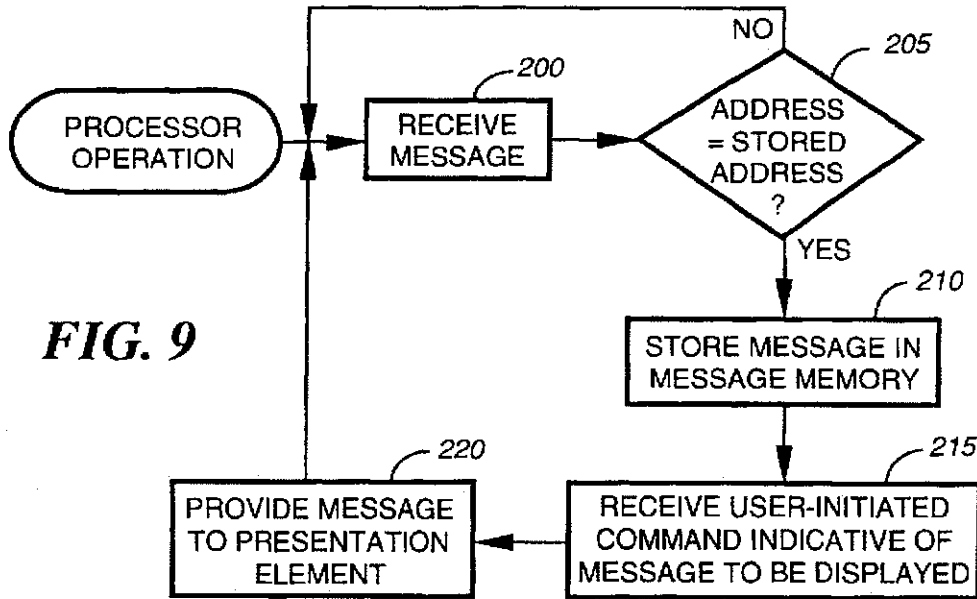 NO
205
200
PROCESSOR
OPERATION
RECEIVE
MESSAGE
ADDRESS
= STORED
ADDRESS
?
YES
210
FIG. 9
STORE MESSAGE IN
MESSAGE MEMORY
220
215
PROVIDE MESSAGE
TO PRESENTATION
ELEMENT
RECEIVE USER-INITIATED
COMMAND INDICATIVE OF
MESSAGE TO BE DISPLAYED